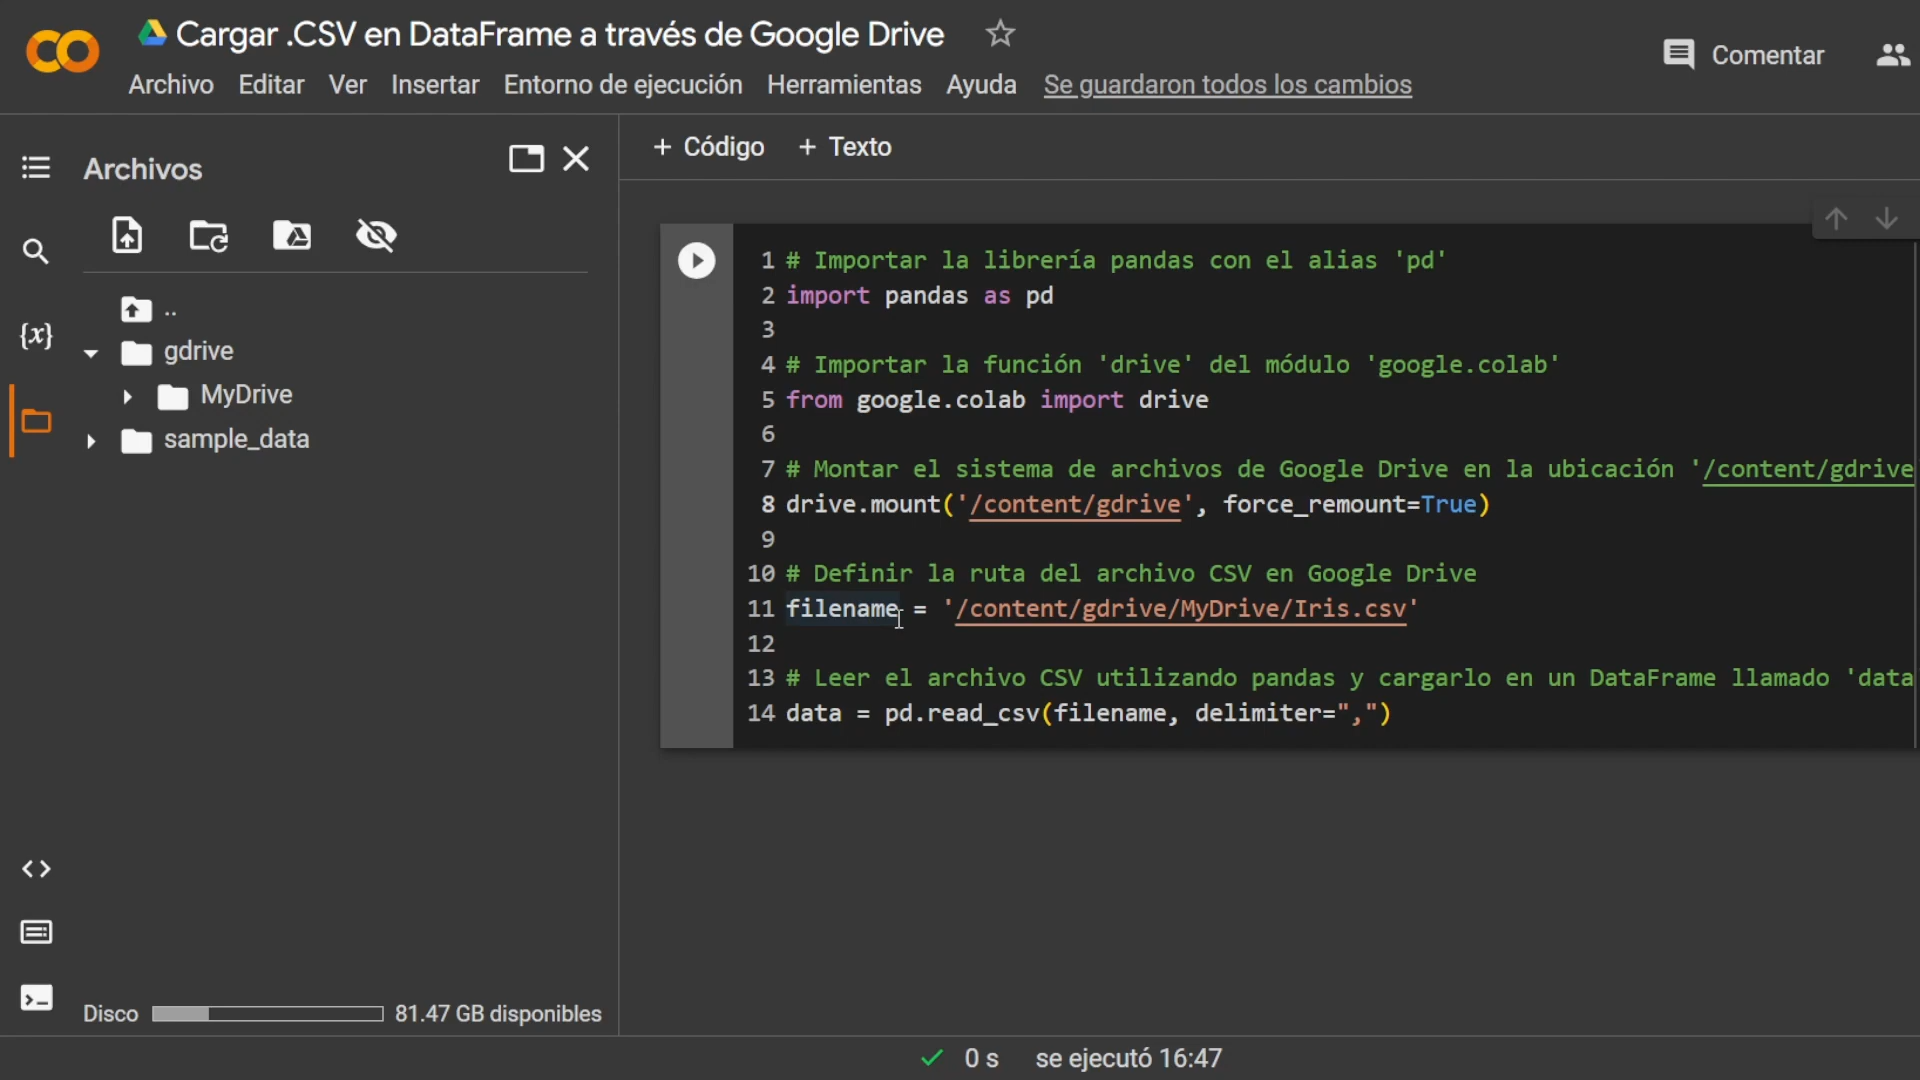 Cargar .CSV en DataFrame a través de Google Drive
Archivo Editar Ver Insertar Entorno de ejecución Herramientas Ayuda Se guardaron todos los cambios
Comentar
Archivos
..
gdrive
MyDrive
sample_data
Disco 81.47 GB disponibles
+ Código + Texto
1 # Importar la librería pandas con el alias 'pd'
2 import pandas as pd
3
4 # Importar la función 'drive' del módulo 'google.colab'
5 from google.colab import drive
6
7 # Montar el sistema de archivos de Google Drive en la ubicación '/content/gdrive
8 drive.mount('/content/gdrive', force_remount=True)
9
10 # Definir la ruta del archivo CSV en Google Drive
11 filename = '/content/gdrive/MyDrive/Iris.csv'
12
13 # Leer el archivo CSV utilizando pandas y cargarlo en un DataFrame llamado 'data
14 data = pd.read_csv(filename, delimiter=",")
0 s se ejecutó 16:47